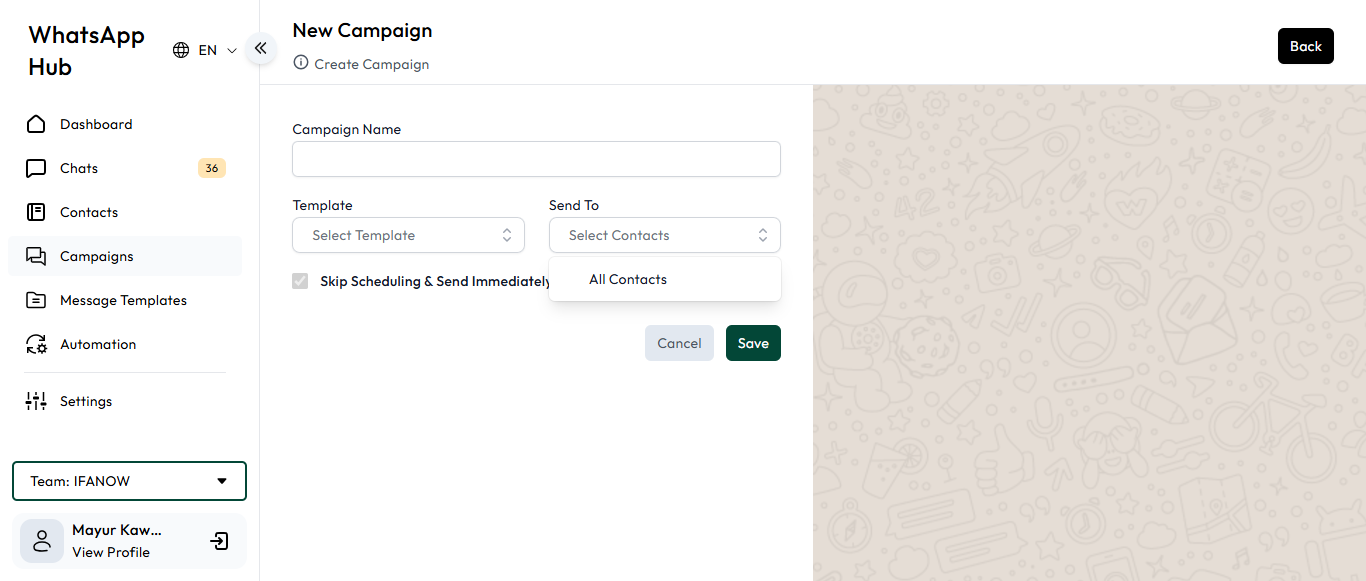 WhatsApp
Hub
EN
Dashboard
Chats
36
Contacts
Campaigns
Message Templates
Automation
Settings
Team: IFANOW
Mayur Kaw...
View Profile
New Campaign
Create Campaign
Back
Campaign Name
Template
Send To
Select Template
Select Contacts
Skip Scheduling & Send Immediately
All Contacts
Cancel
Save